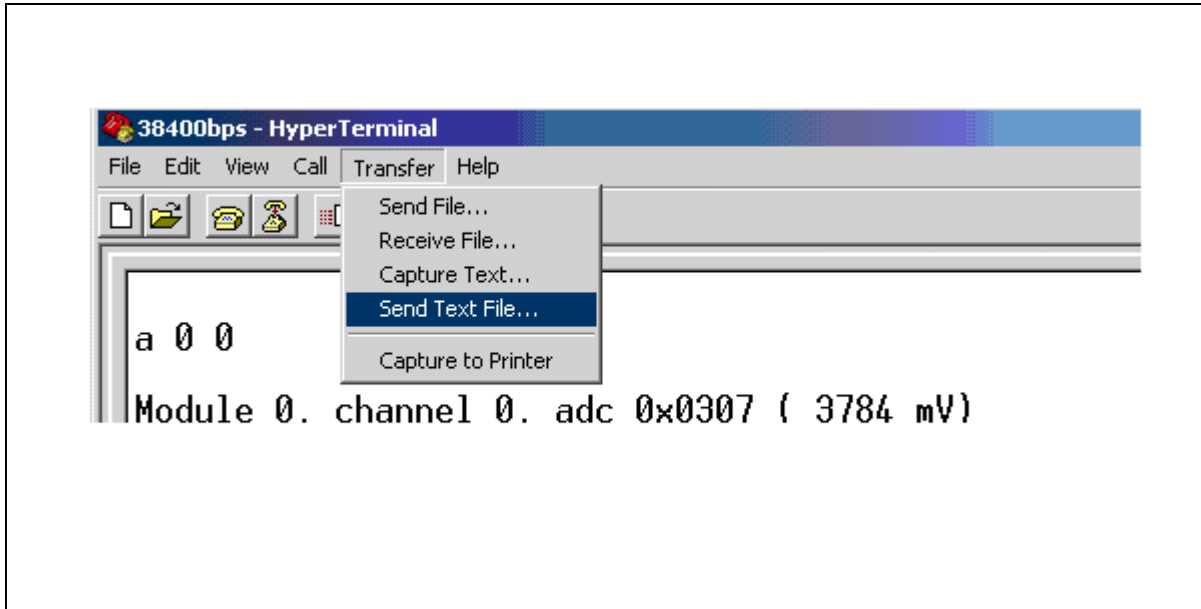 38400bps - HyperTerminal
File Edit View Call Transfer Help
Send File...
Receive File...
Capture Text...
Send Text File...
Capture to Printer
a 0 0
Module 0. channel 0. adc 0x0307 ( 3784 mV)